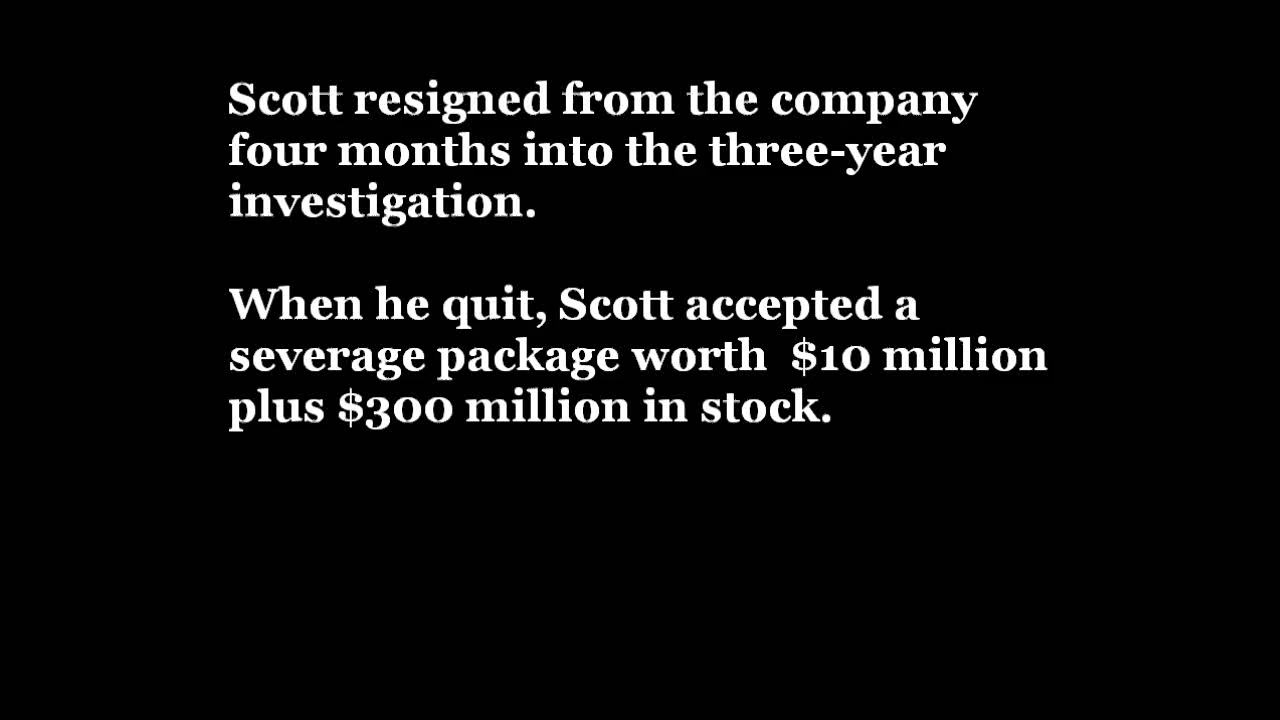 Scott resigned from the company
four months into the three-year
investigation.
When he quit, Scott accepted a
severage package worth  $10 million
plus $300 million in stock.